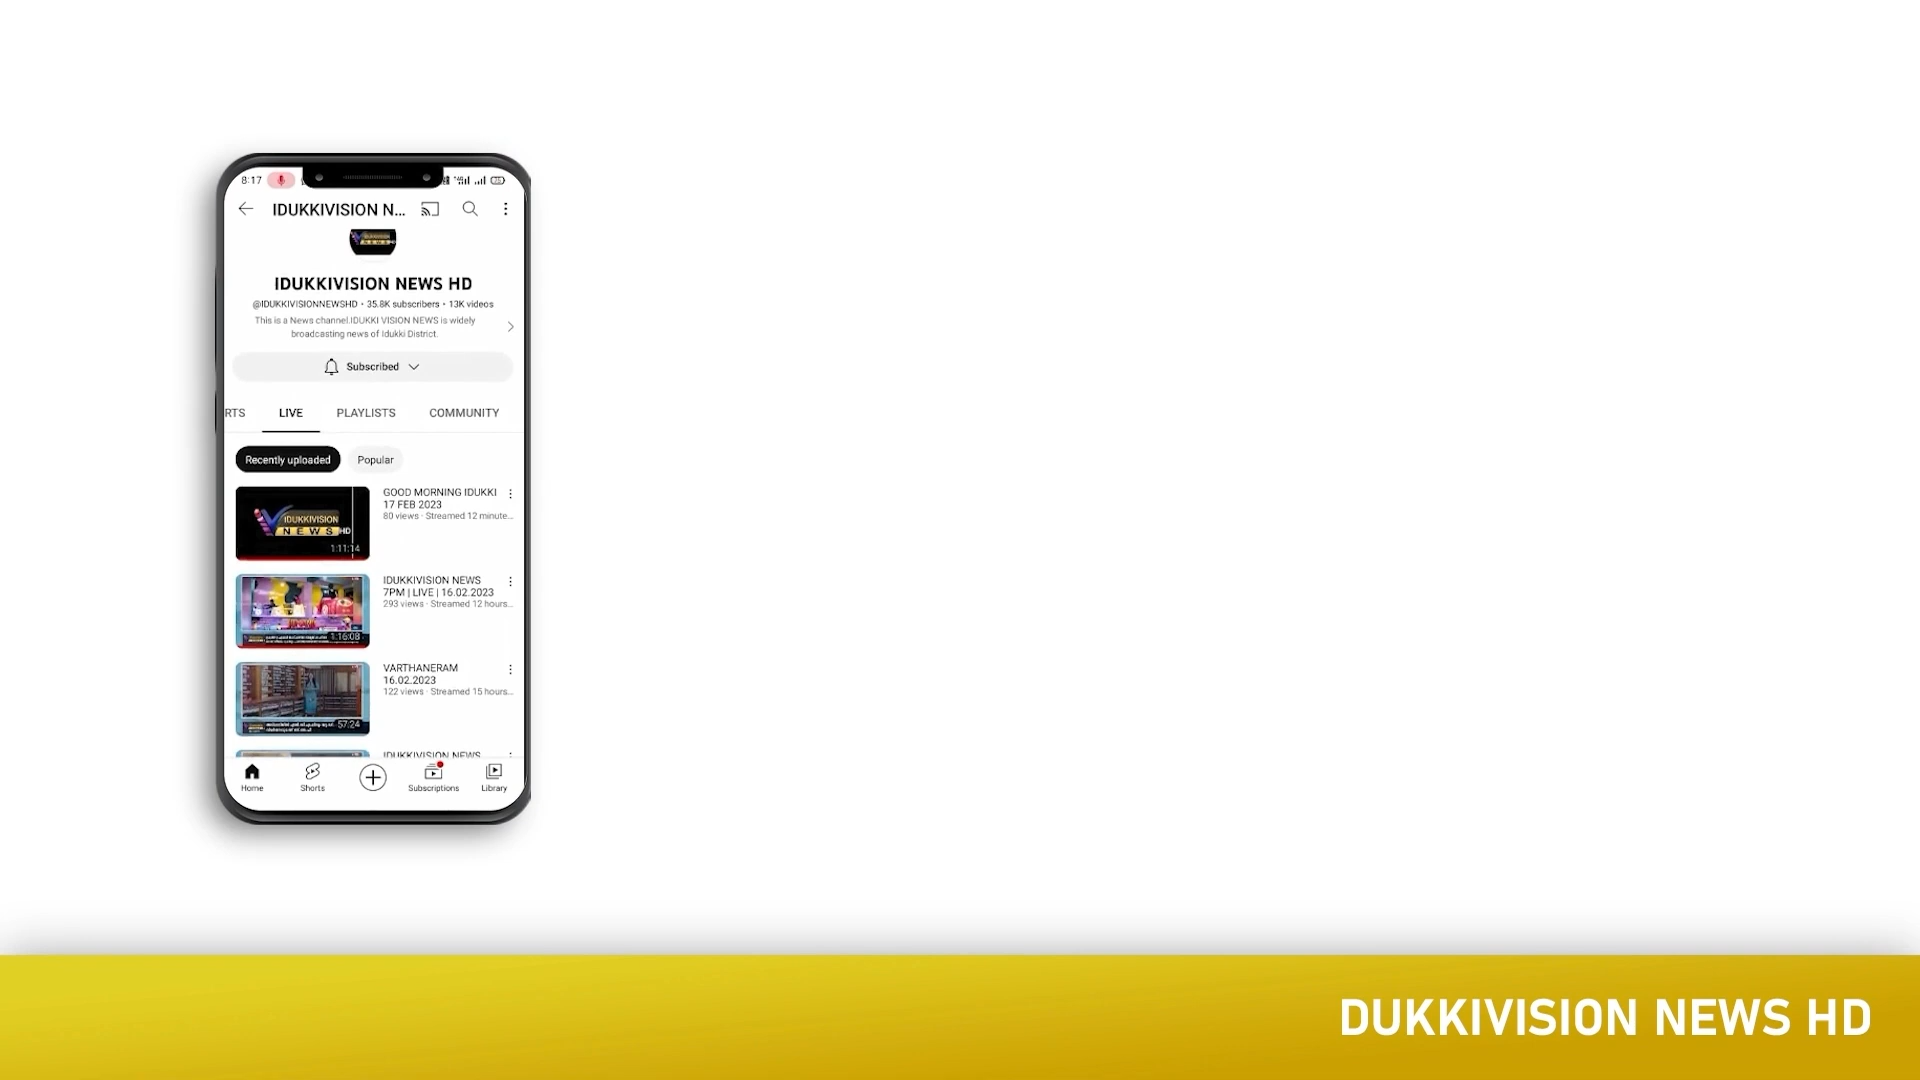 8:17
IDUKKIVISION N...
IDUKKIVISION NEWS HD
@IDUKKIVISIONNEWSHD • 35.8K subscribers • 13K videos
This is a News channel.IDUKKI VISION NEWS is widely
broadcasting news of Idukki District.
Subscribed
RTS LIVE PLAYLISTS COMMUNITY
Recently uploaded Popular
IDUKKIVISION
NEWS HD
1:11:14
GOOD MORNING IDUKKI
17 FEB 2023
80 views · Streamed 12 minute...
1:16:08
IDUKKIVISION NEWS
7PM | LIVE | 16.02.2023
293 views · Streamed 12 hours...
57:24
VARTHANERAM
16.02.2023
122 views · Streamed 15 hours...
IDUKKIVISION NEWS
Home Shorts Subscriptions Library
DUKKIVISION NEWS HD